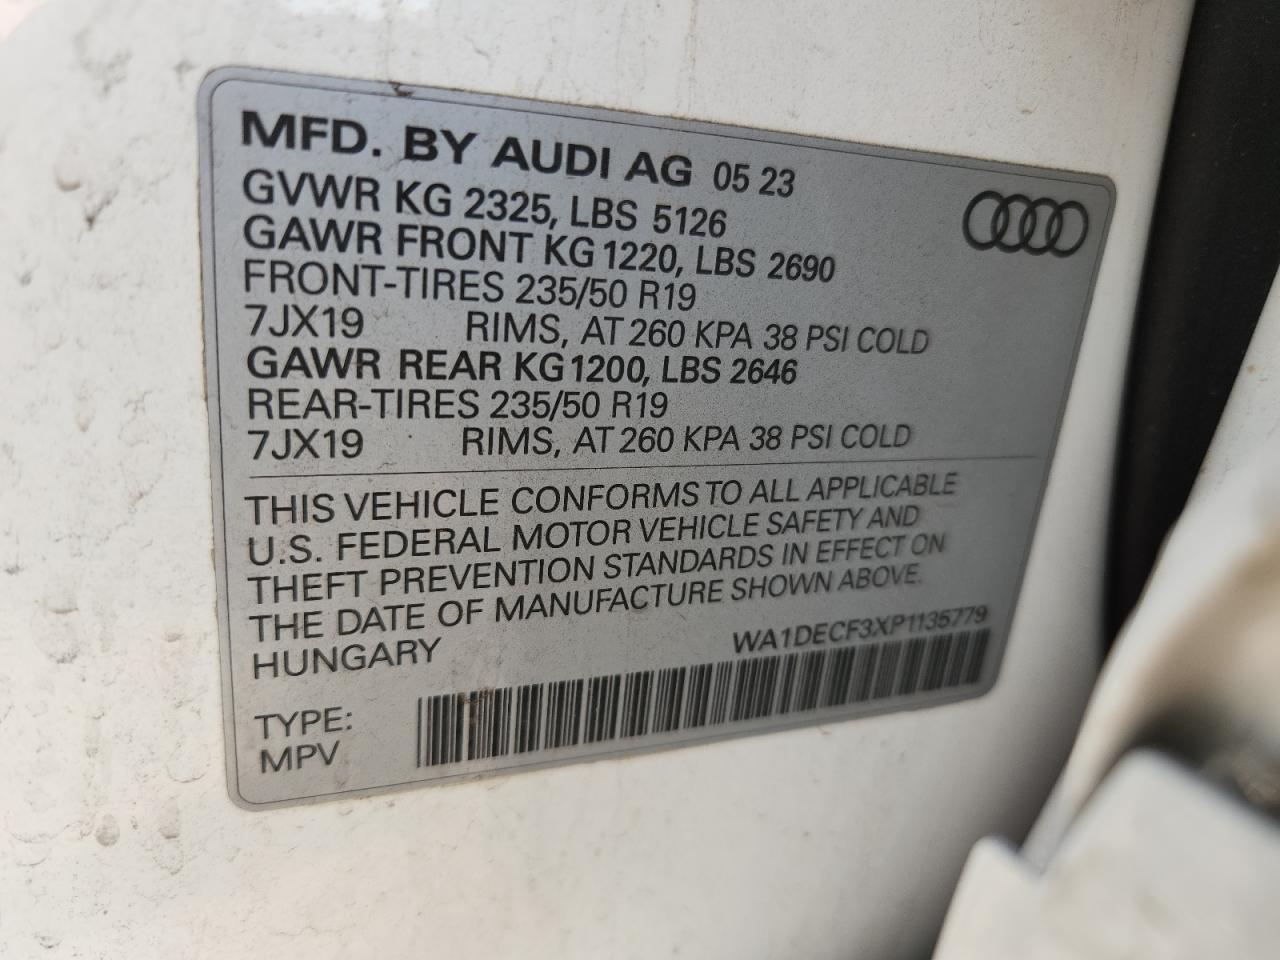 MFD. BY AUDI AG 05 23
GVWR KG 2325, LBS 5126
GAWR FRONT KG 1220, LBS 2690
FRONT-TIRES 235/50 R19
7JX19 RIMS, AT 260 KPA 38 PSI COLD
GAWR REAR KG 1200, LBS 2646
REAR-TIRES 235/50 R19
7JX19 RIMS, AT 260 KPA 38 PSI COLD
THIS VEHICLE CONFORMS TO ALL APPLICABLE
U.S. FEDERAL MOTOR VEHICLE SAFETY AND
THEFT PREVENTION STANDARDS IN EFFECT ON
THE DATE OF MANUFACTURE SHOWN ABOVE.
HUNGARY WA1DECF3XP1135779
TYPE:
MPV